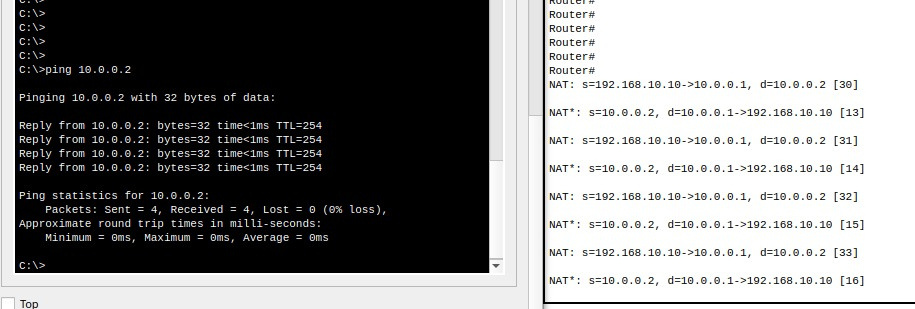 C:\>
C:\>
C:\>
C:\>
C:\>
C:\>ping 10.0.0.2
Pinging 10.0.0.2 with 32 bytes of data:
Reply from 10.0.0.2: bytes=32 time<1ms TTL=254
Reply from 10.0.0.2: bytes=32 time<1ms TTL=254
Reply from 10.0.0.2: bytes=32 time<1ms TTL=254
Reply from 10.0.0.2: bytes=32 time<1ms TTL=254
Ping statistics for 10.0.0.2:
Packets: Sent = 4, Received = 4, Lost = 0 (0% loss),
Approximate round trip times in milli-seconds:
Minimum = 0ms, Maximum = 0ms, Average = 0ms
C:\>
Top
Router#
Router#
Router#
Router#
Router#
Router#
NAT: s=192.168.10.10->10.0.0.1, d=10.0.0.2 [30]
NAT*: s=10.0.0.2, d=10.0.0.1->192.168.10.10 [13]
NAT: s=192.168.10.10->10.0.0.1, d=10.0.0.2 [31]
NAT*: s=10.0.0.2, d=10.0.0.1->192.168.10.10 [14]
NAT: s=192.168.10.10->10.0.0.1, d=10.0.0.2 [32]
NAT*: s=10.0.0.2, d=10.0.0.1->192.168.10.10 [15]
NAT: s=192.168.10.10->10.0.0.1, d=10.0.0.2 [33]
NAT*: s=10.0.0.2, d=10.0.0.1->192.168.10.10 [16]